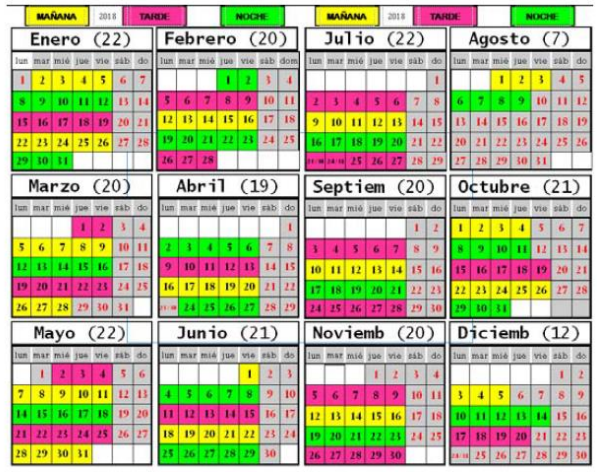 MAÑANA 2018 TARDE NOCHE
MAÑANA 2018 TARDE NOCHE
Enero (22)
lun mar mié jue vie sáb do
1 2 3 4 5 6 7
8 9 10 11 12 13 14
15 16 17 18 19 20 21
22 23 24 25 26 27 28
29 30 31
Febrero (20)
lun mar mié jue vie sáb dom
1 2 3 4
5 6 7 8 9 10 11
12 13 14 15 16 17 18
19 20 21 22 23 24 25
26 27 28
Julio (22)
lun mar mié jue vie sáb do
1
2 3 4 5 6 7 8
9 10 11 12 13 14 15
16 17 18 19 20 21 22
23/30 24/31 25 26 27 28 29
Agosto (7)
lun mar mié jue vie sáb do
1 2 3 4 5
6 7 8 9 10 11 12
13 14 15 16 17 18 19
20 21 22 23 24 25 26
27 28 29 30 31
Marzo (20)
lun mar mié jue vie sáb do
1 2 3 4
5 6 7 8 9 10 11
12 13 14 15 16 17 18
19 20 21 22 23 24 25
26 27 28 29 30 31
Abril (19)
lun mar mié jue vie sáb do
1
2 3 4 5 6 7 8
9 10 11 12 13 14 15
16 17 18 19 20 21 22
23/30 24 25 26 27 28 29
Septiem (20)
lun mar mié jue vie sáb do
1 2
3 4 5 6 7 8 9
10 11 12 13 14 15 16
17 18 19 20 21 22 23
24 25 26 27 28 29 30
Octubre (21)
lun mar mié jue vie sáb do
1 2 3 4 5 6 7
8 9 10 11 12 13 14
15 16 17 18 19 20 21
22 23 24 25 26 27 28
29 30 31
Mayo (22)
lun mar mié jue vie sáb do
1 2 3 4 5 6
7 8 9 10 11 12 13
14 15 16 17 18 19 20
21 22 23 24 25 26 27
28 29 30 31
Junio (21)
lun mar mié jue vie sáb do
1 2 3
4 5 6 7 8 9 10
11 12 13 14 15 16 17
18 19 20 21 22 23 24
25 26 27 28 29 30
Noviemb (20)
lun mar mié jue vie sáb do
1 2 3 4
5 6 7 8 9 10 11
12 13 14 15 16 17 18
19 20 21 22 23 24 25
26 27 28 29 30
Diciemb (12)
lun mar mié jue vie sáb do
1 2
3 4 5 6 7 8 9
10 11 12 13 14 15 16
17 18 19 20 21 22 23
24/31 25 26 27 28 29 30